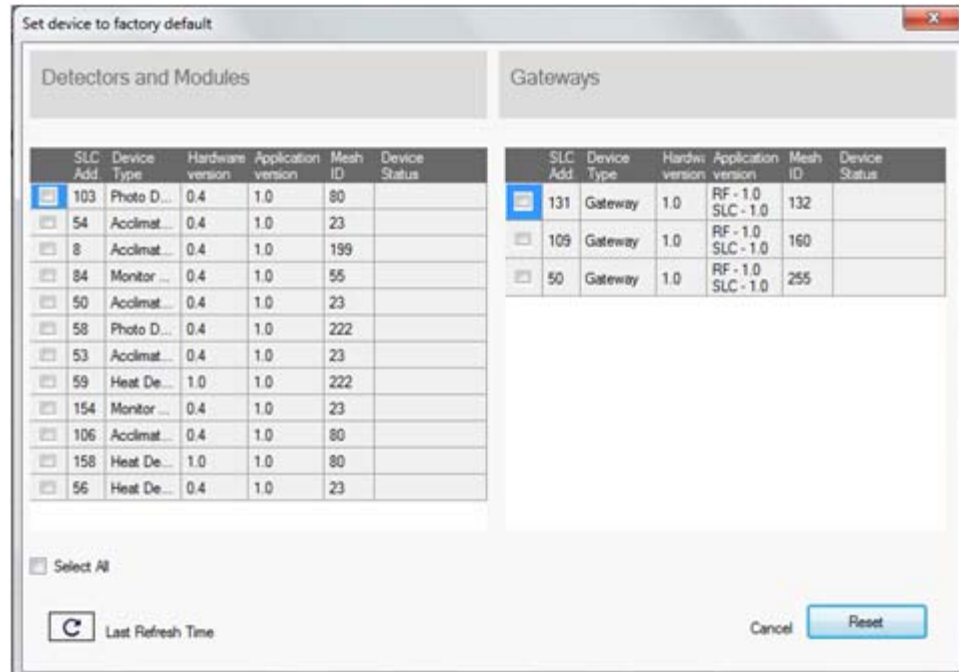 Set device to factory default
Detectors and Modules
SLC Add. Device Type Hardware version Application version Mesh ID Device Status
103 Photo D... 0.4 1.0 80
54 Acclimat... 0.4 1.0 23
8 Acclimat... 0.4 1.0 199
84 Monitor ... 0.4 1.0 55
50 Acclimat... 0.4 1.0 23
58 Photo D... 0.4 1.0 222
53 Acclimat... 0.4 1.0 23
59 Heat De... 1.0 1.0 222
154 Monitor ... 0.4 1.0 23
106 Acclimat... 0.4 1.0 80
158 Heat De... 1.0 1.0 80
56 Heat De... 0.4 1.0 23
Gateways
SLC Add. Device Type Hardw version Application version Mesh ID Device Status
131 Gateway 1.0 RF - 1.0 SLC - 1.0 132
109 Gateway 1.0 RF - 1.0 SLC - 1.0 160
50 Gateway 1.0 RF - 1.0 SLC - 1.0 255
Select All
Last Refresh Time
Cancel
Reset